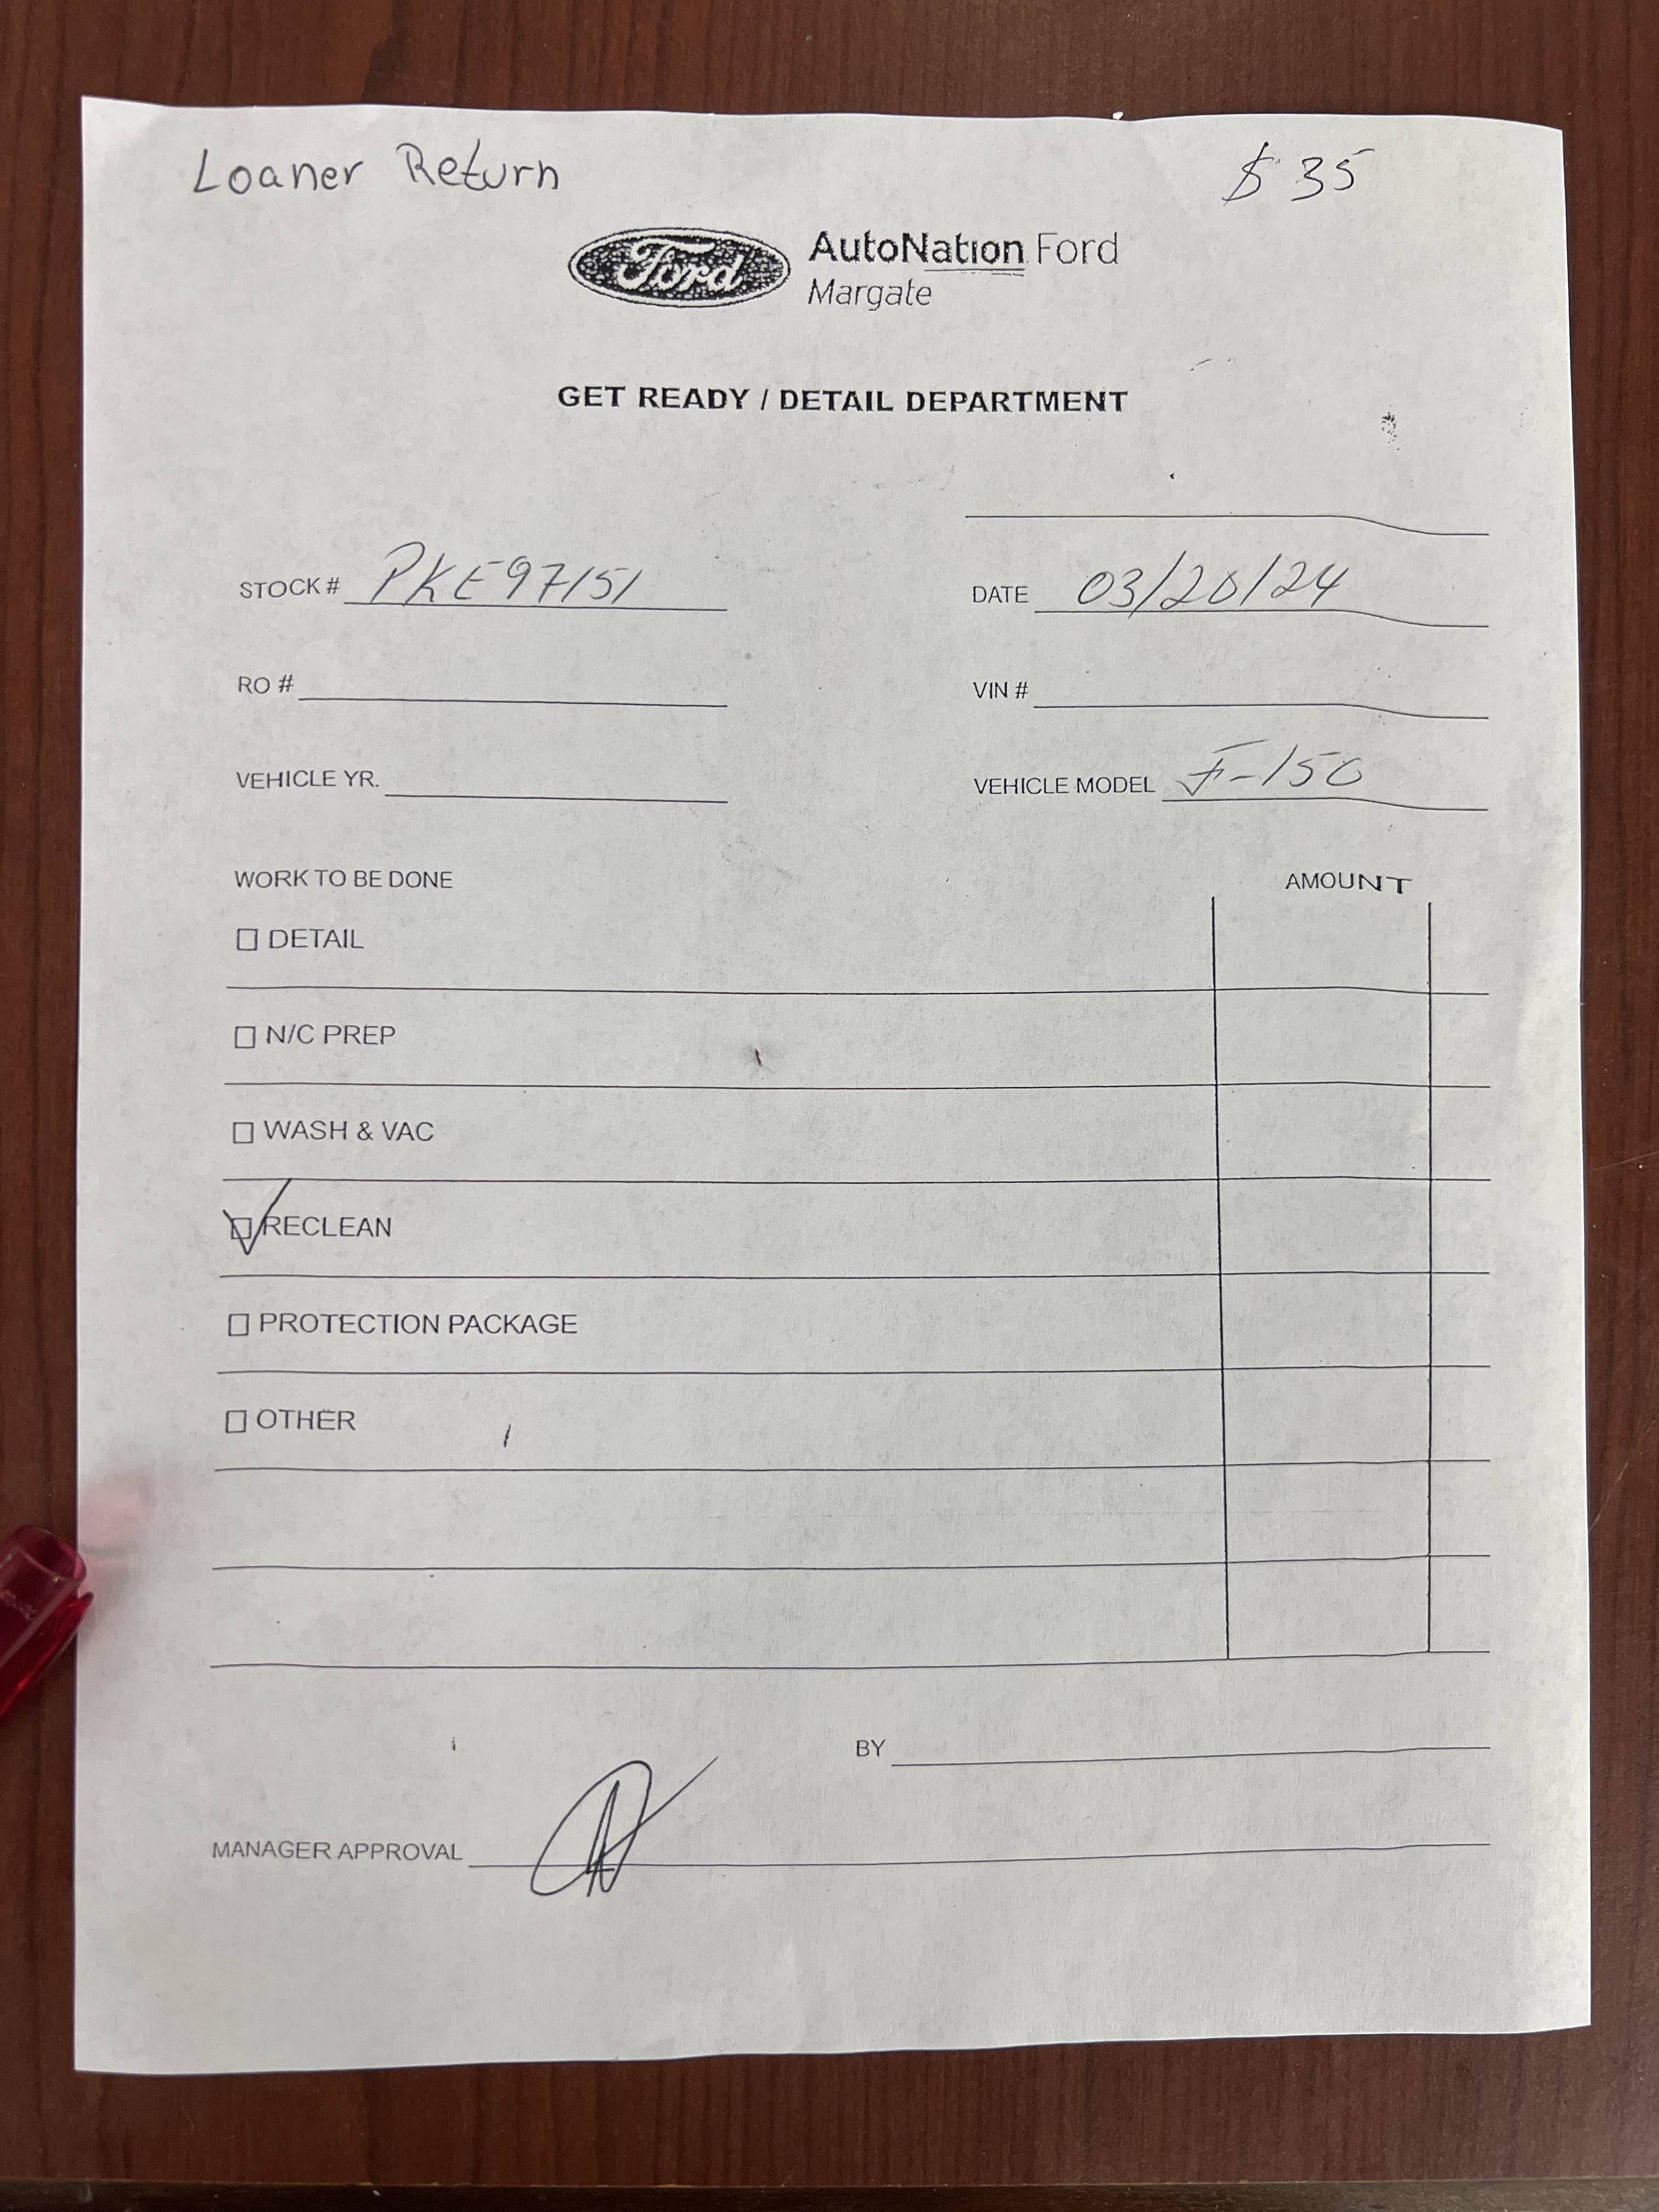 Loaner Return $35
Ford AutoNation Ford
Margate
GET READY / DETAIL DEPARTMENT
STOCK # PKE97151 DATE 03/20/24
RO # VIN #
VEHICLE YR. VEHICLE MODEL F-150
WORK TO BE DONE AMOUNT
DETAIL
N/C PREP
WASH & VAC
RECLEAN
PROTECTION PACKAGE
OTHER
BY
MANAGER APPROVAL